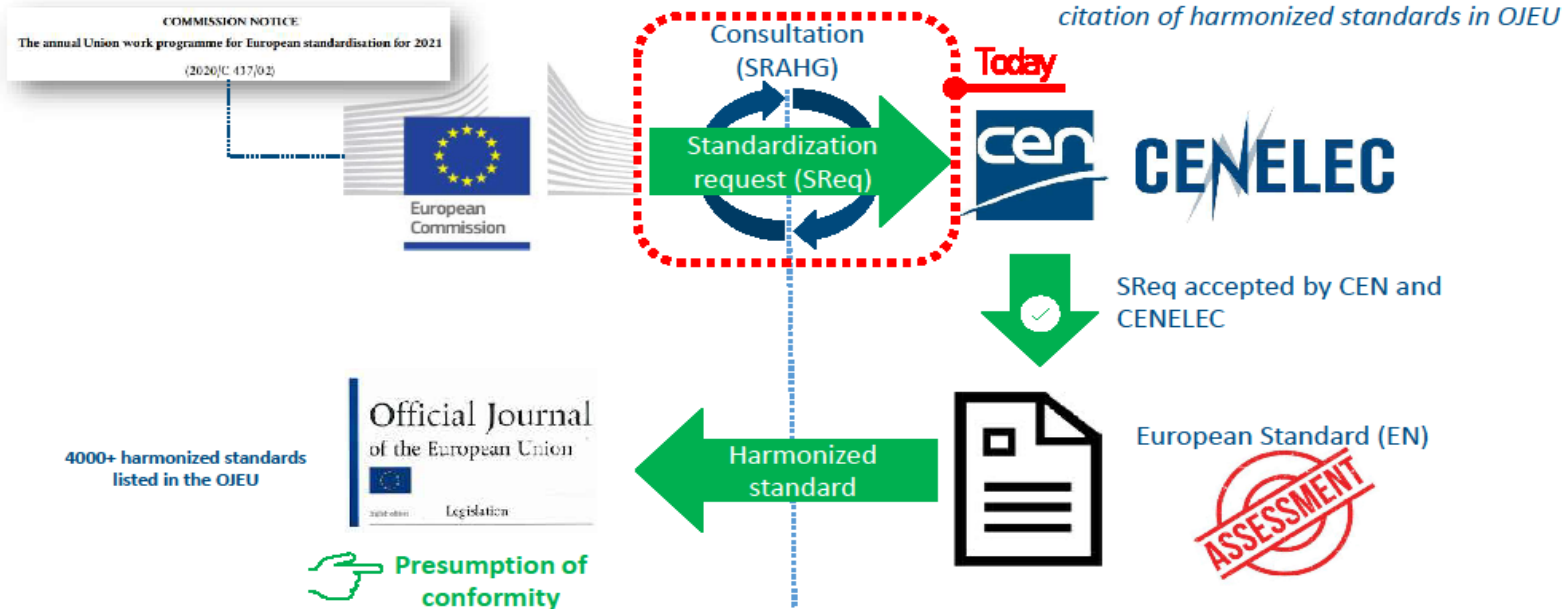 COMMISSION NOTICE
The annual Union work programme for European standardisation for 2021
(2020/C 437/02)
citation of harmonized standards in OJEU
Consultation
(SRAHG)
Today
Standardization
request (SReq)
European
Commission
cen
CENELEC
SReq accepted by CEN and
CENELEC
Official Journal
of the European Union
Legislation
4000+ harmonized standards
listed in the OJEU
Harmonized
standard
European Standard (EN)
ASSESSMENT
Presumption of
conformity